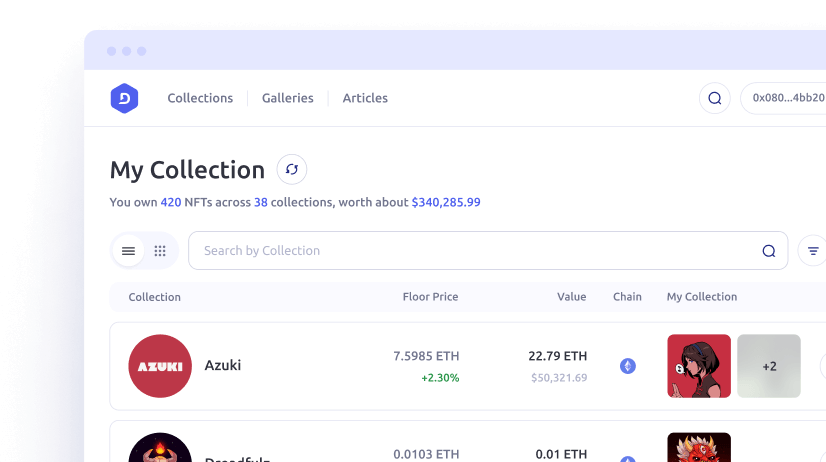 D
Collections Galleries Articles 0x080...4bb20
My Collection
You own 420 NFTs across 38 collections, worth about $340,285.99
Search by Collection
Collection Floor Price Value Chain My Collection
AZUKI Azuki 7.5985 ETH 22.79 ETH +2
+2.30% $50,321.69
0.0103 ETH 0.01 ETH